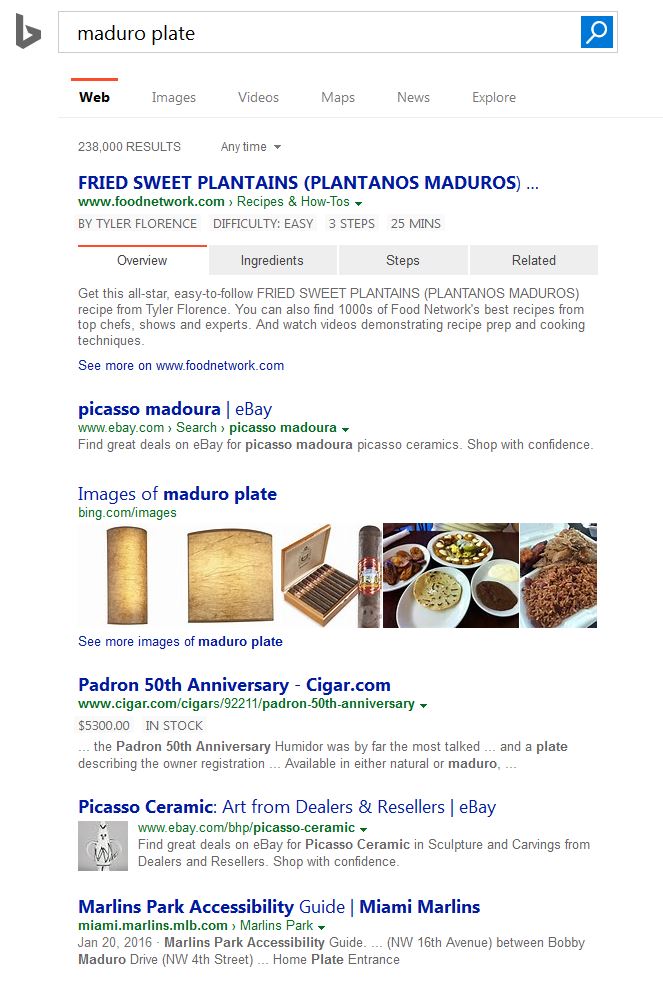 maduro plate
Web Images Videos Maps News Explore
238,000 RESULTS Any time
FRIED SWEET PLANTAINS (PLANTANOS MADUROS) ...
www.foodnetwork.com › Recipes & How-Tos
BY TYLER FLORENCE DIFFICULTY: EASY 3 STEPS 25 MINS
Overview Ingredients Steps Related
Get this all-star, easy-to-follow FRIED SWEET PLANTAINS (PLANTANOS MADUROS)
recipe from Tyler Florence. You can also find 1000s of Food Network's best recipes from
top chefs, shows and experts. And watch videos demonstrating recipe prep and cooking
techniques.
See more on www.foodnetwork.com
picasso madoura | eBay
www.ebay.com › Search › picasso madoura
Find great deals on eBay for picasso madoura picasso ceramics. Shop with confidence.
Images of maduro plate
bing.com/images
See more images of maduro plate
Padron 50th Anniversary - Cigar.com
www.cigar.com/cigars/92211/padron-50th-anniversary
$5300.00 IN STOCK
... the Padron 50th Anniversary Humidor was by far the most talked ... and a plate
describing the owner registration ... Available in either natural or maduro, ...
Picasso Ceramic: Art from Dealers & Resellers | eBay
www.ebay.com/bhp/picasso-ceramic
Find great deals on eBay for Picasso Ceramic in Sculpture and Carvings from
Dealers and Resellers. Shop with confidence.
Marlins Park Accessibility Guide | Miami Marlins
miami.marlins.mlb.com › Marlins Park
Jan 20, 2016 · Marlins Park Accessibility Guide. ... (NW 16th Avenue) between Bobby
Maduro Drive (NW 4th Street) ... Home Plate Entrance